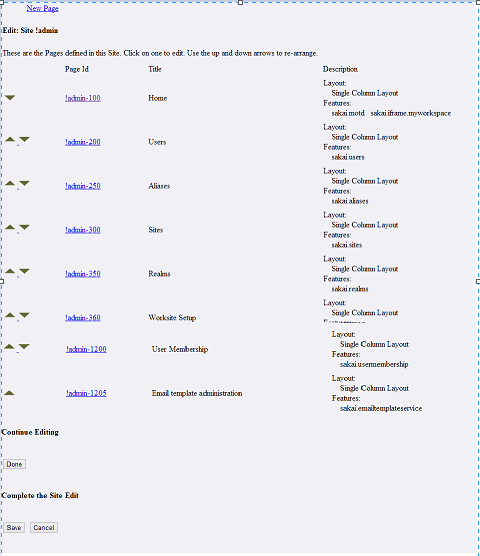 New Page
Edit: Site !admin
These are the Pages defined in this Site. Click on one to edit. Use the up and down arrows to re-arrange.
Page Id Title Description
!admin-100 Home Layout:
Single Column Layout
Features:
sakai.motd sakai.iframe.myworkspace
!admin-200 Users Layout:
Single Column Layout
Features:
sakai.users
!admin-250 Aliases Layout:
Single Column Layout
Features:
sakai.aliases
!admin-300 Sites Layout:
Single Column Layout
Features:
sakai.sites
!admin-350 Realms Layout:
Single Column Layout
Features:
sakai.realms
!admin-360 Worksite Setup Layout:
Single Column Layout
!admin-1200 User Membership Layout:
Single Column Layout
Features:
sakai.usermembership
!admin-1205 Email template administration Layout:
Single Column Layout
Features:
sakai.emailtemplateservice
Continue Editing
Done
Complete the Site Edit
Save Cancel